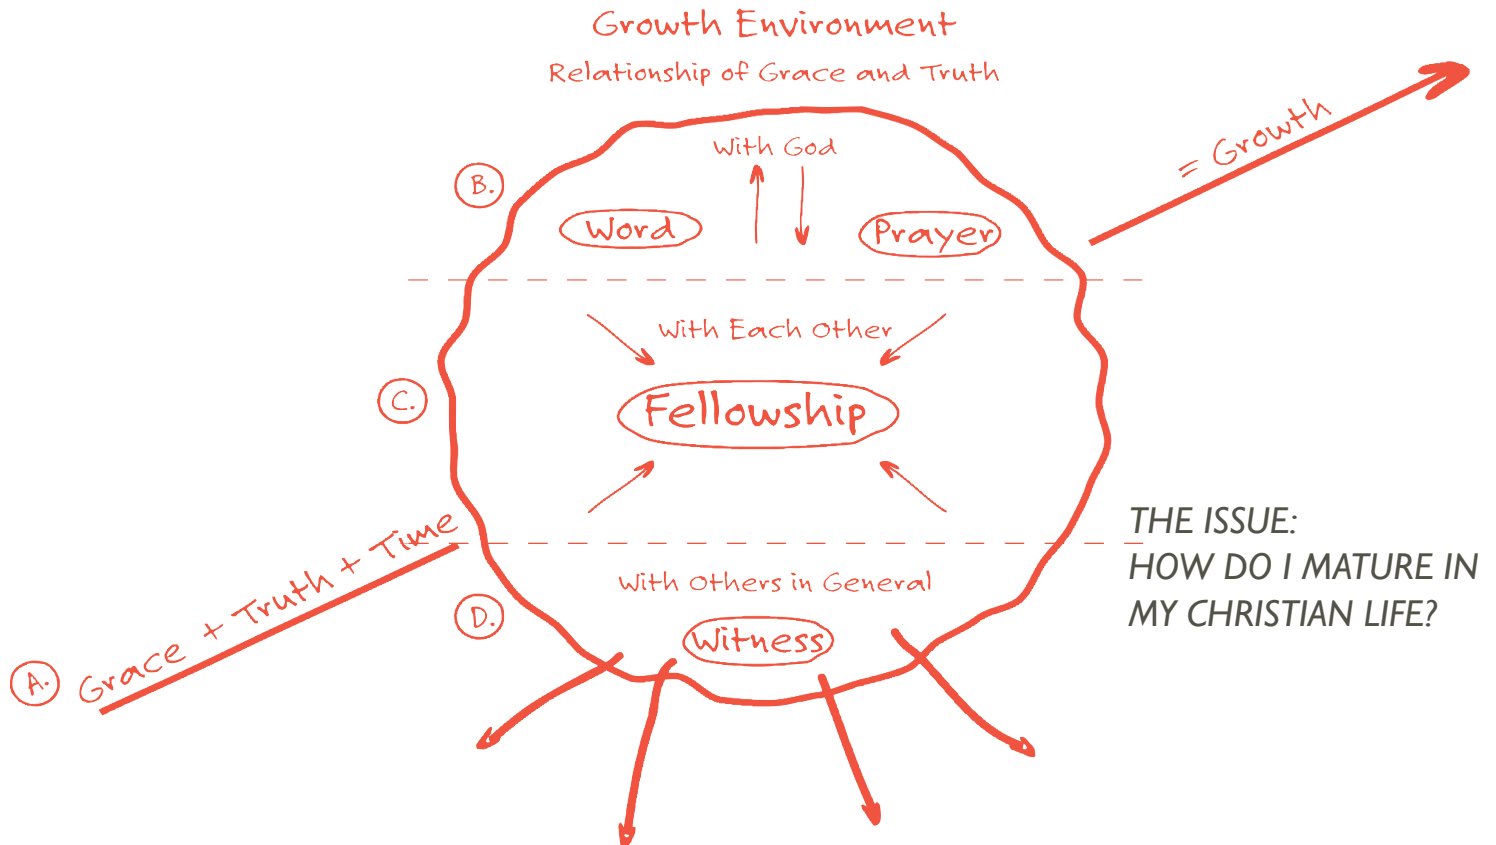 Growth Environment
Relationship of Grace and Truth
With God
B.
Word
Prayer
= Growth
With Each Other
C.
Fellowship
A.
Grace + Truth + Time
With Others in General
D.
Witness
THE ISSUE:
HOW DO I MATURE IN
MY CHRISTIAN LIFE?